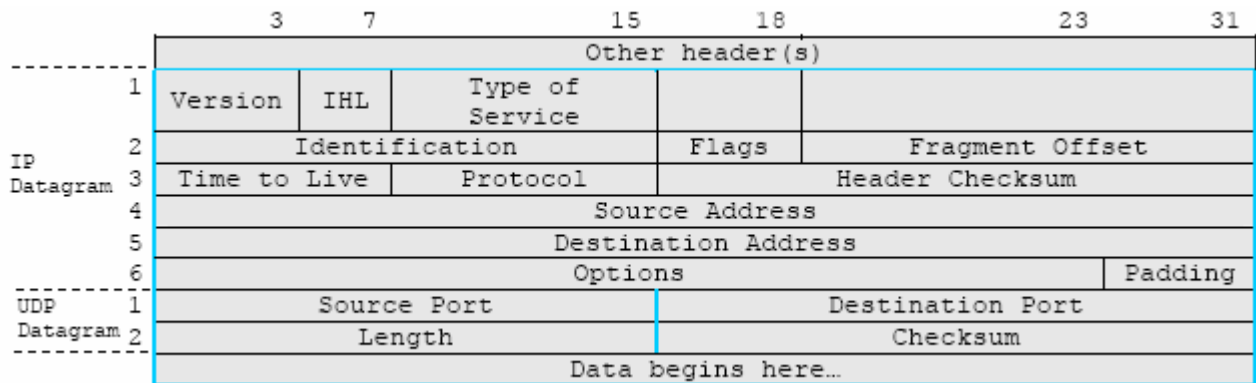 3 7 15 18 23 31
Other header(s)
1 Version IHL Type of
Service
2 Identification Flags Fragment Offset
IP
Datagram 3 Time to Live Protocol Header Checksum
4 Source Address
5 Destination Address
6 Options Padding
UDP 1 Source Port Destination Port
Datagram 2 Length Checksum
Data begins here…